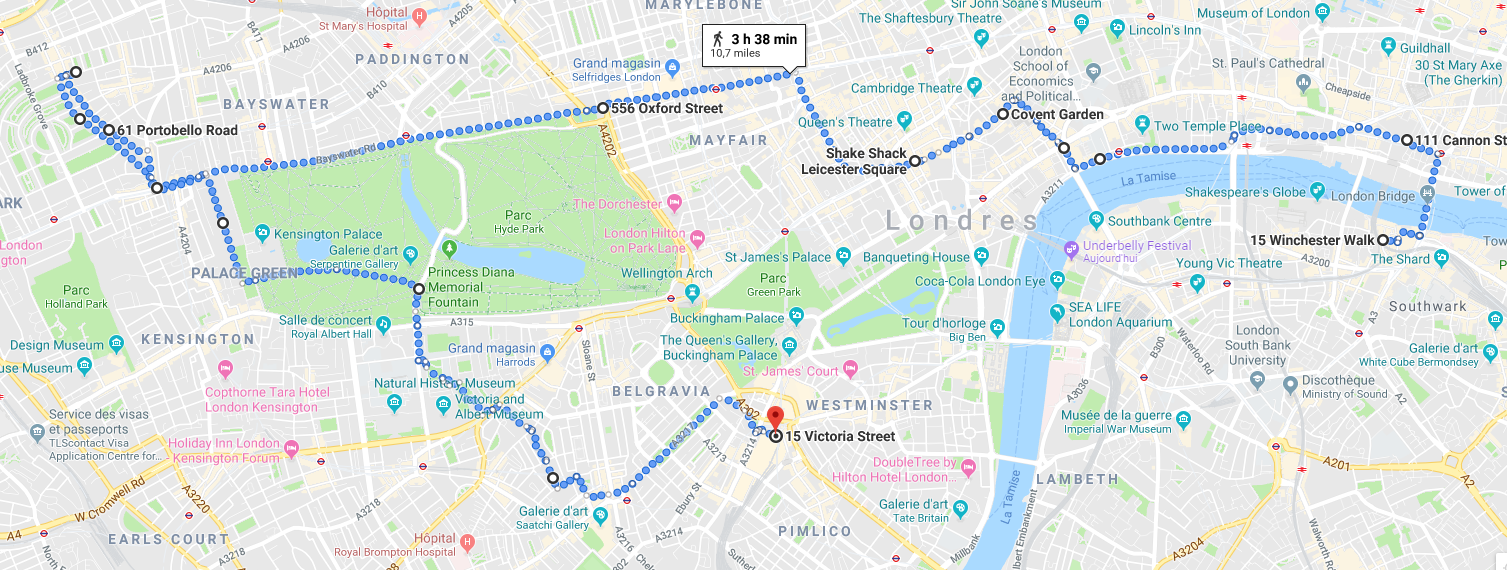 MARYLEBONE
Sir John Soane's Museum
Museum of London
Hôpital
St Mary's Hospital
A4205
The Shaftesbury Theatre
Lincoln's Inn
3 h 38 min
10,7 miles
B412
A4206
PADDINGTON
Grand magasin
Selfridges London
London
School of
Economics
and Political...
St. Paul's Cathedral
Guildhall
30 St Mary Axe
(The Gherkin)
Ladbroke Grove
B410
BAYSWATER
Cambridge Theatre
Cheapside
556 Oxford Street
Covent Garden
Queen's Theatre
Two Temple Place
61 Portobello Road
A4202
MAYFAIR
111 Cannon St
Bayswater Rd
Shake Shack
Leicester Square
La Tamise
A3211
Shakespeare's Globe
London Bridge
Tower of
ARK
The Dorchester
Parc
Hyde Park
Londres
Southbank Centre
A4204
Kensington Palace
London Hilton
on Park Lane
15 Winchester Walk
London
Galerie d'art
Serpentine Gallery
St James's Palace
Banqueting House
Underbelly Festival
Aujourd'hui
A3200
The Shard
PALACE GREEN
Princess Diana
Memorial
Fountain
Wellington Arch
Parc
Green Park
Coca-Cola London Eye
Young Vic Theatre
Parc
Holland Park
Southwark
Salle de concert
Royal Albert Hall
A315
Buckingham Palace
SEA LIFE
London Aquarium
Tour d'horloge
Big Ben
A3
KENSINGTON
Design Museum
Grand magasin
Harrods
Sloane St
The Queen's Gallery,
Buckingham Palace
London
South Bank
University
B300
Waterloo Rd
Galerie d'art
White Cube Bermondsey
use Museum
St. James' Court
Natural History Museum
BELGRAVIA
Copthorne Tara Hotel
London Kensington
Victoria and
Albert Museum
WESTMINSTER
A3036
Discothèque
Ministry of Sound
Service des visas
et passeports
TLScontact Visa
Application Centre for...
Musée de la guerre
Imperial War Museum
A3217
15 Victoria Street
Holiday Inn London
Kensington Forum
A3213
A3214
DoubleTree by
Hilton Hotel London...
A201
W Cromwell Rd
A3220
LAMBETH
Ebury St
La Tamise
A3218
Galerie d'art
Saatchi Gallery
Galerie d'art
Tate Britain
A4
EARLS COURT
A3216
A3214
PIMLICO
Hôpital
Royal Brompton Hospital
A3218
Millbank
A3204